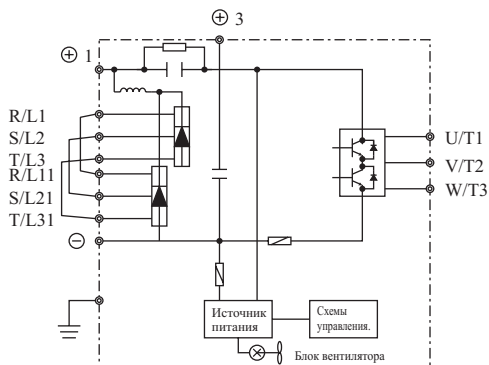 ⊕ 3
⊕ 1
R/L1
S/L2
T/L3
R/L11
S/L21
T/L31
⊖
U/T1
V/T2
W/T3
Источник
питания
Схемы
управления.
Блок вентилятора